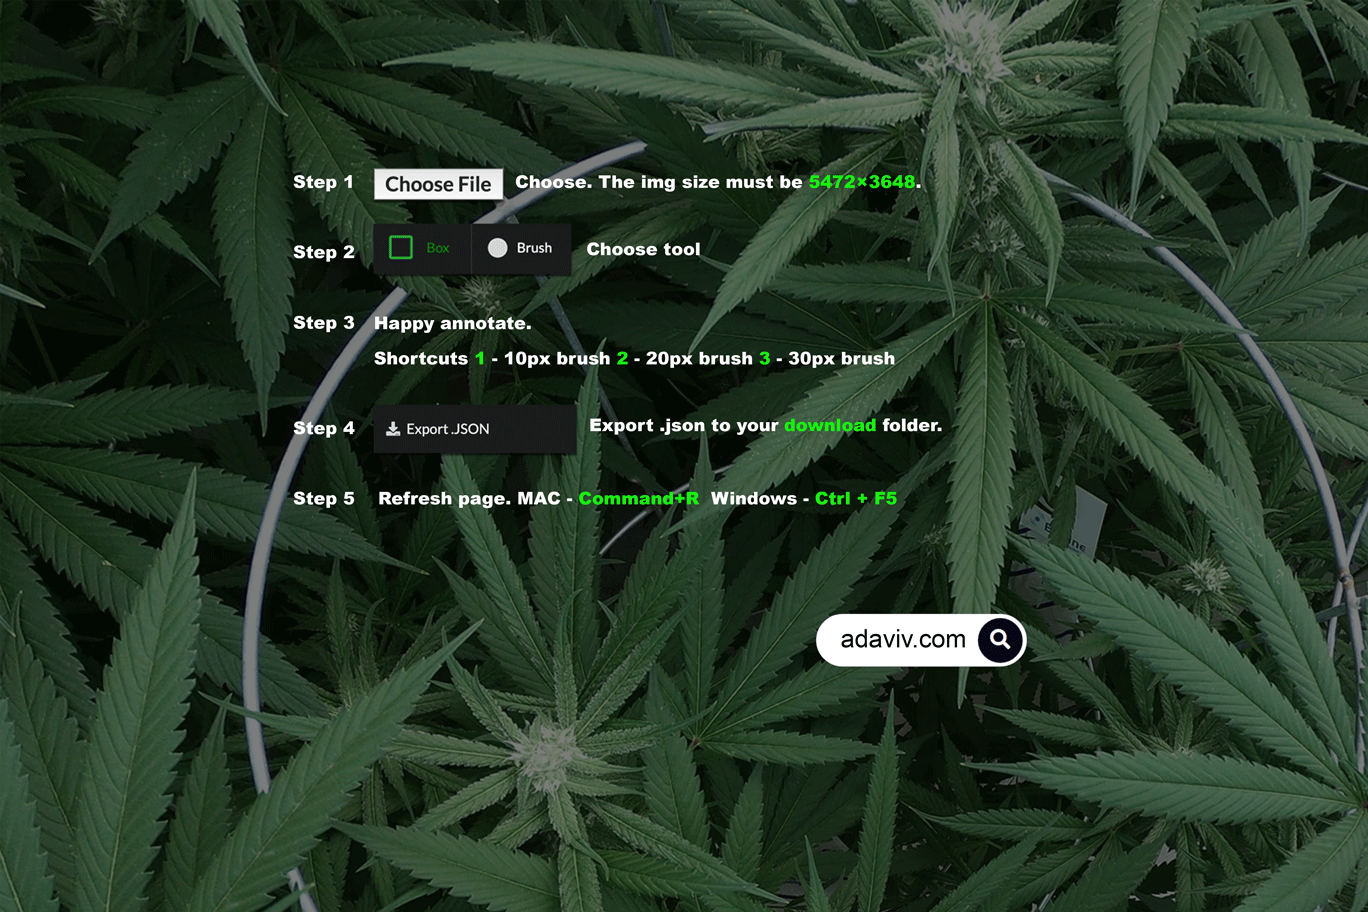 Step 1 Choose File Choose. The img size must be 5472×3648.
Step 2 Box Brush Choose tool
Step 3 Happy annotate.
Shortcuts 1 - 10px brush 2 - 20px brush 3 - 30px brush
Step 4 Export .JSON Export .json to your download folder.
Step 5 Refresh page. MAC - Command+R Windows - Ctrl + F5
adaviv.com